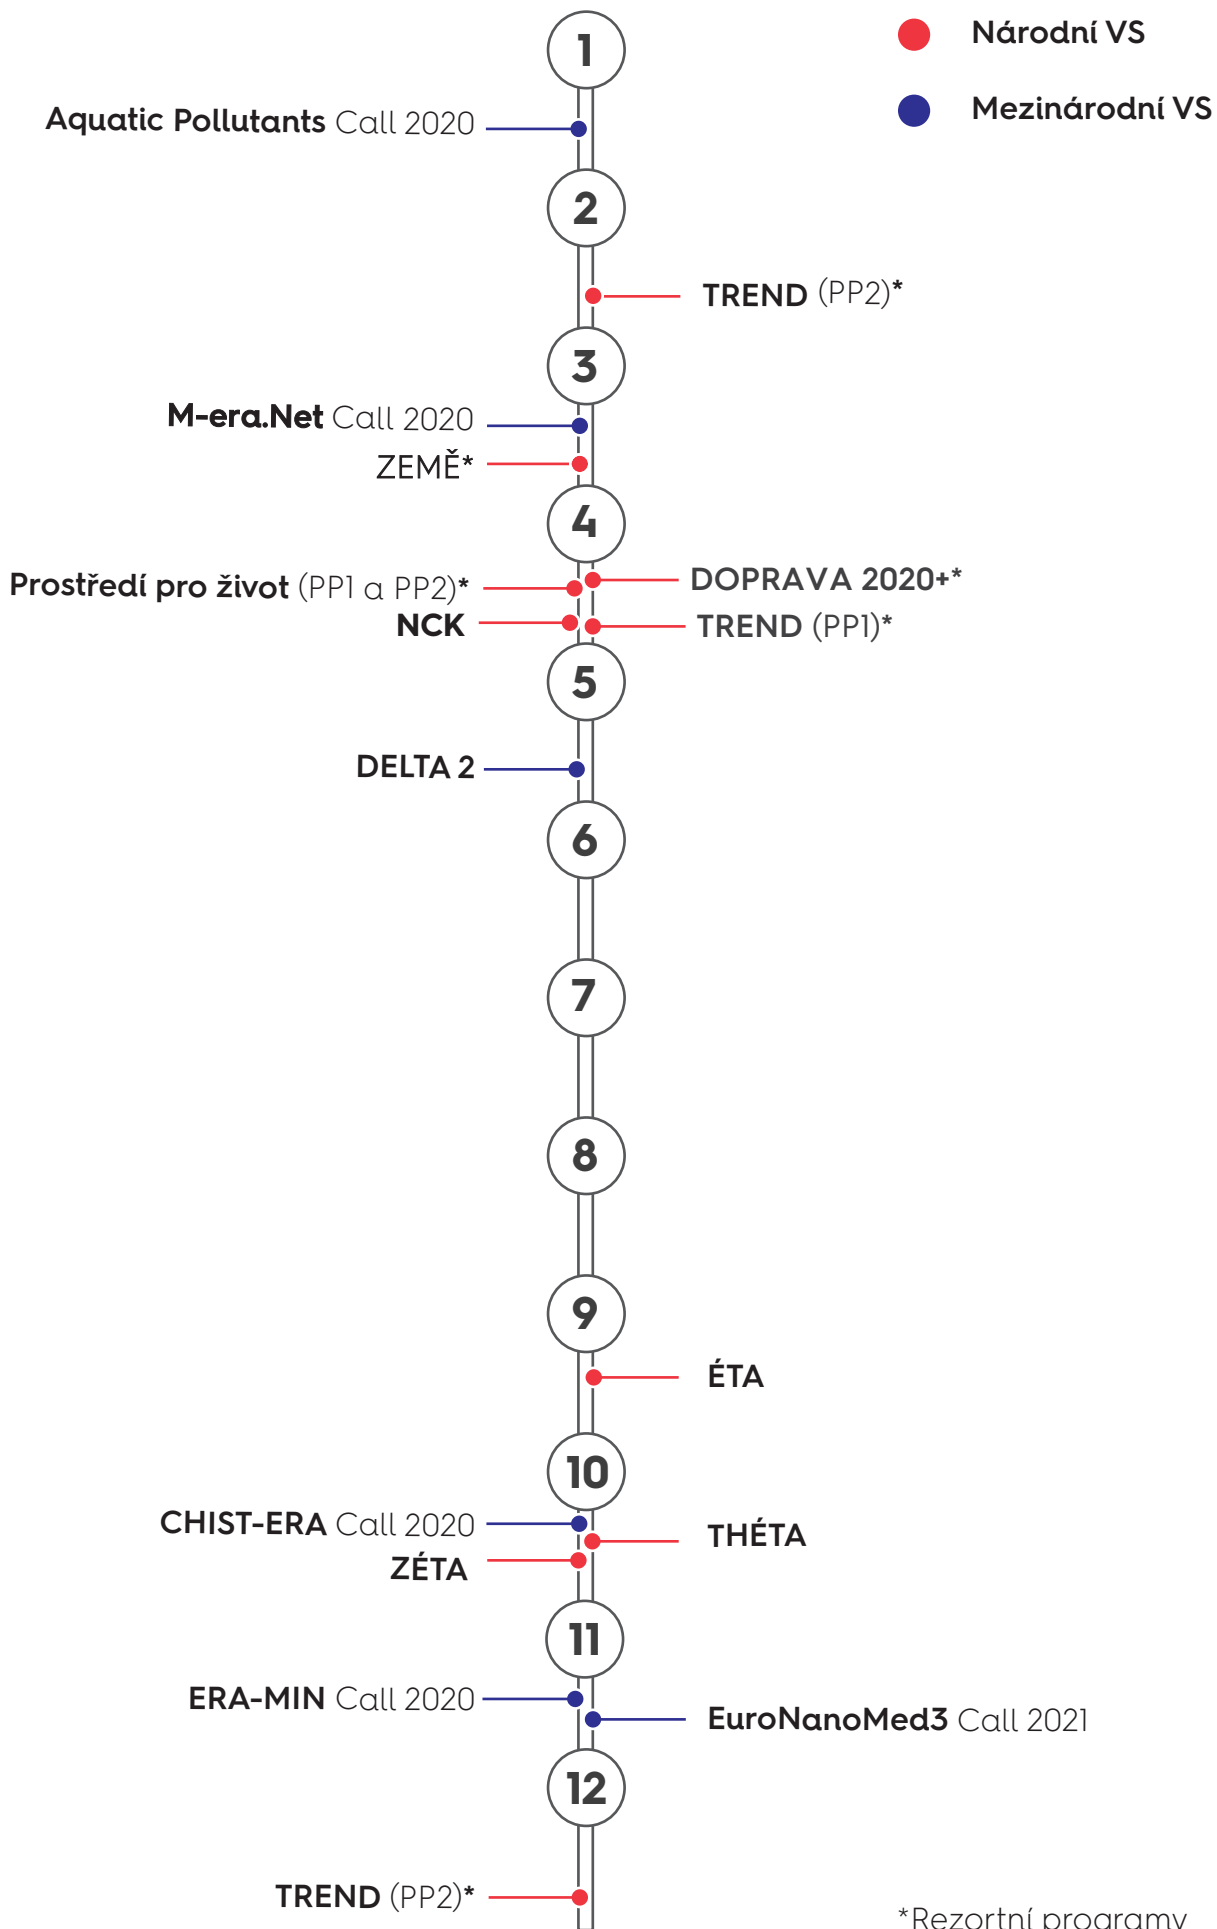 1
Národní VS
Mezinárodní VS
Aquatic Pollutants Call 2020
2
TREND (PP2)*
3
M-era.Net Call 2020
ZEMĚ*
4
Prostředí pro život (PP1 a PP2)*
DOPRAVA 2020+*
NCK
TREND (PP1)*
5
DELTA 2
6
7
8
9
ÉTA
10
CHIST-ERA Call 2020
THÉTA
ZÉTA
11
ERA-MIN Call 2020
EuroNanoMed3 Call 2021
12
TREND (PP2)*
*Rezortní programy